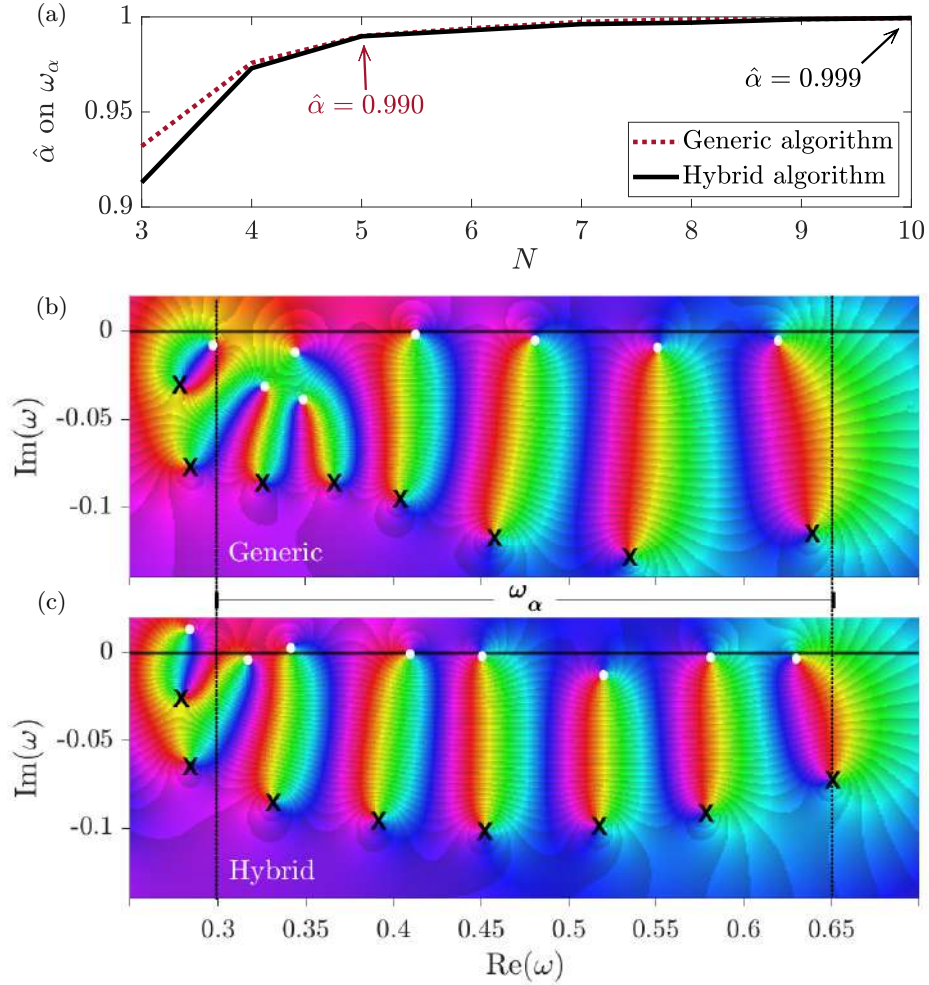 (a)
1
0.95
0.9
α̂ on ω_α
α̂ = 0.990
α̂ = 0.999
Generic algorithm
Hybrid algorithm
3 4 5 6 7 8 9 10
N
(b)
0
-0.05
-0.1
Im(ω)
Generic
(c)
ω_α
0
-0.05
-0.1
Im(ω)
Hybrid
0.3 0.35 0.4 0.45 0.5 0.55 0.6 0.65
Re(ω)